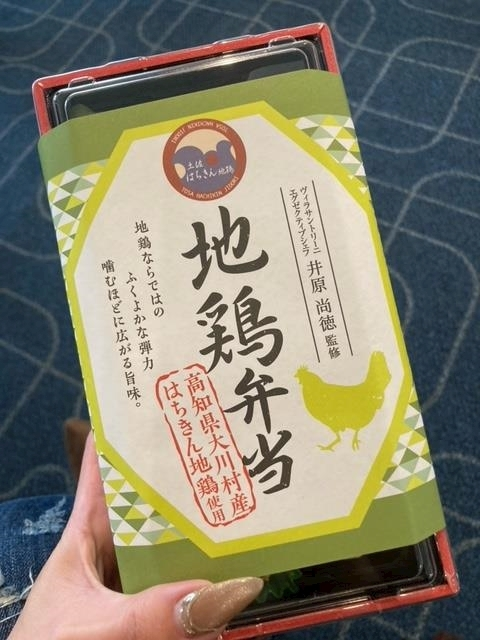 TOSA HACHIKIN JIDORI
土佐
はちきん地鶏
TOSA HACHIKIN JIDORI
ヴィラサントリーニ
エグゼクティブシェフ
井原 尚徳 監修
地鶏弁当
地鶏ならではの
ふくよかな弾力
噛むほどに広がる旨味。
高知県大川村産
はちきん地鶏使用